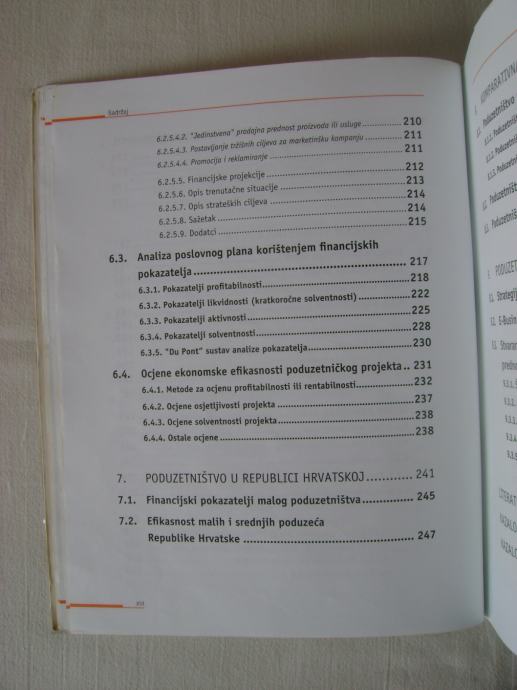 Sadržaj
6.2.5.4.2. "Jedinstvena" prodajna prednost proizvoda ili usluge ........ 210
6.2.5.4.3. Postavljanje tržišnih ciljeva za marketinšku kampanju ........ 211
6.2.5.4.4. Promocija i reklamiranje ........ 211
6.2.5.5. Financijske projekcije ........ 212
6.2.5.6. Opis trenutačne situacije ........ 213
6.2.5.7. Opis strateških ciljeva ........ 214
6.2.5.8. Sažetak ........ 214
6.2.5.9. Dodatci ........ 215
6.3. Analiza poslovnog plana korištenjem financijskih
pokazatelja ........ 217
6.3.1. Pokazatelji profitabilnosti ........ 218
6.3.2. Pokazatelji likvidnosti (kratkoročne solventnosti) ........ 222
6.3.3. Pokazatelji aktivnosti ........ 225
6.3.4. Pokazatelji solventnosti ........ 228
6.3.5. "Du Pont" sustav analize pokazatelja ........ 230
6.4. Ocjene ekonomske efikasnosti poduzetničkog projekta .. 231
6.4.1. Metode za ocjenu profitabilnosti ili rentabilnosti ........ 232
6.4.2. Ocjene osjetljivosti projekta ........ 237
6.4.3. Ocjene solventnosti projekta ........ 238
6.4.4. Ostale ocjene ........ 238
7. PODUZETNIŠTVO U REPUBLICI HRVATSKOJ ........ 241
7.1. Financijski pokazatelji malog poduzetništva ........ 245
7.2. Efikasnost malih i srednjih poduzeća
Republike Hrvatske ........ 247
8. KOMPARATIVNA
Poduzetništvo